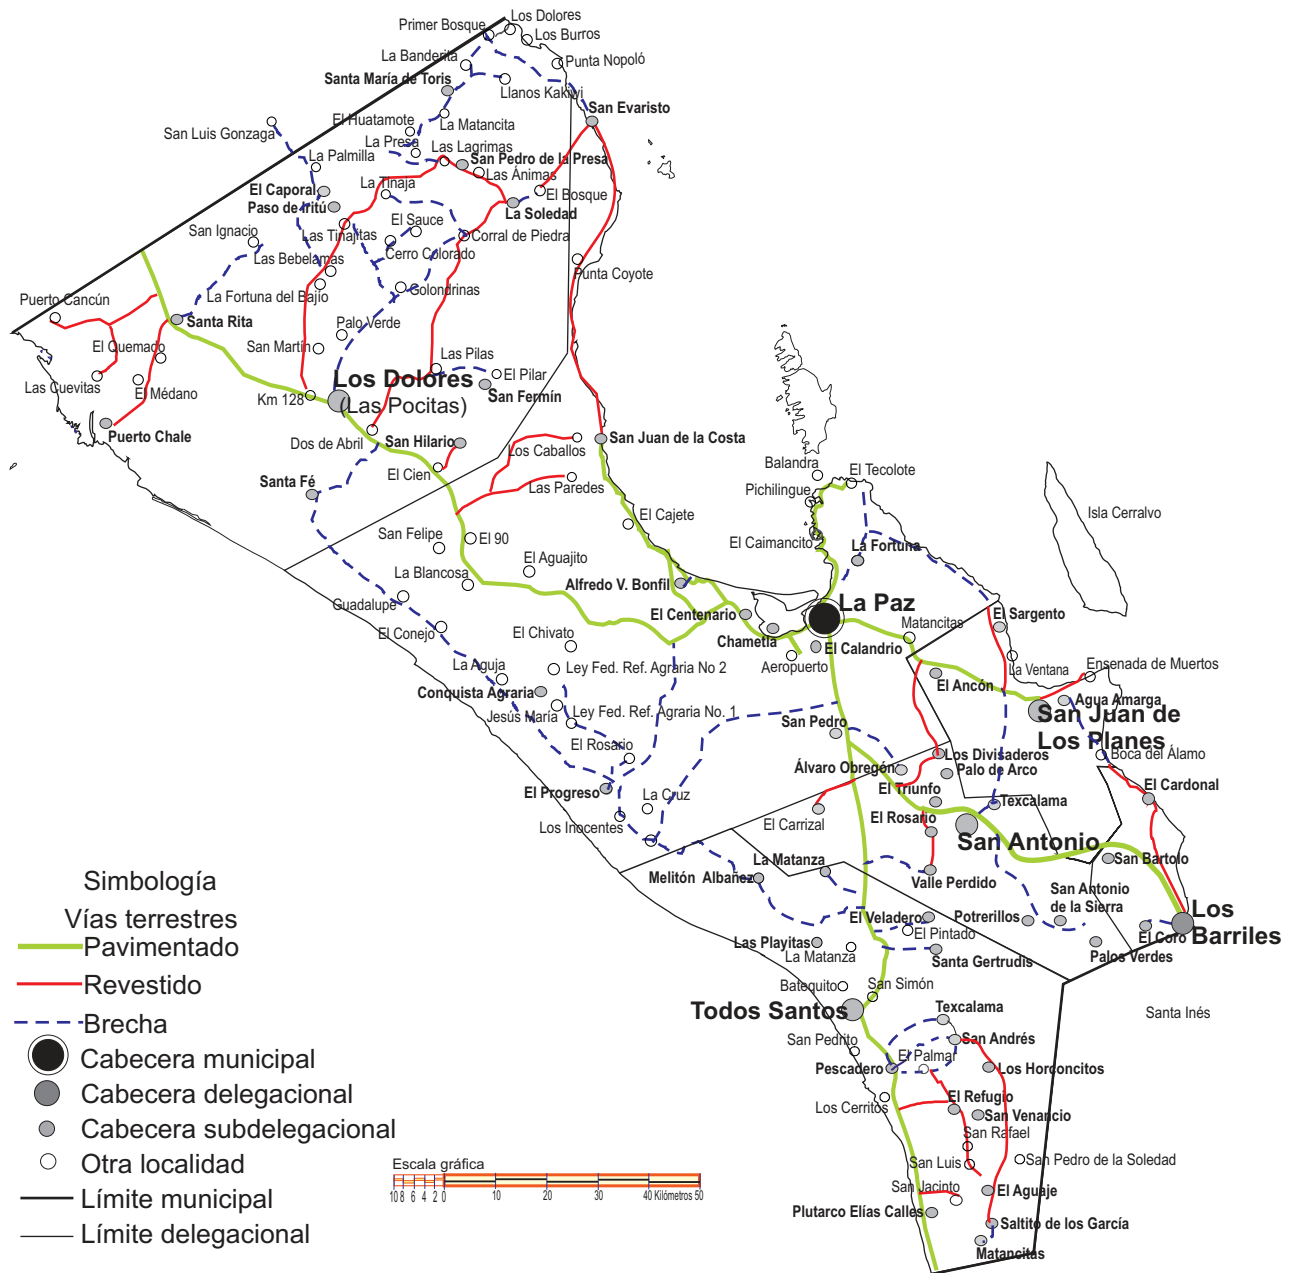 Los Dolores
Primer Bosque
Los Burros
La Banderita
Punta Nopoló
Santa María de Toris
Llanos Kakiwi
San Evaristo
El Huatamote
La Matancita
San Luis Gonzaga
La Presa
Las Lagrimas
La Palmilla
San Pedro de la Presa
Las Ánimas
La Tinaja
El Caporal
El Bosque
Paso de Iritú
La Soledad
El Sauce
San Ignacio
Las Tinajitas
Corral de Piedra
Cerro Colorado
Las Bebelamas
Punta Coyote
La Fortuna del Bajío
Golondrinas
Puerto Cancún
Santa Rita
Palo Verde
El Quemado
San Martín
Las Pilas
El Pilar
Las Cuevitas
El Médano
Los Dolores
(Las Pocitas)
San Fermín
Km 128
Puerto Chale
Dos de Abril
San Hilario
San Juan de la Costa
Los Caballos
El Cien
Balandra
El Tecolote
Santa Fé
Las Paredes
Pichilingue
Isla Cerralvo
El Cajete
San Felipe
El 90
El Caimancito
La Fortuna
El Aguajito
La Blancosa
Alfredo V. Bonfil
Guadalupe
La Paz
El Centenario
El Sargento
El Conejo
El Chivato
Chametla
Matancitas
El Calandrio
Aeropuerto
La Ventana
Ensenada de Muertos
La Aguja
Ley Fed. Ref. Agraria No 2
El Ancón
Conquista Agraria
Agua Amarga
Jesús María
Ley Fed. Ref. Agraria No. 1
San Pedro
San Juan de
Los Planes
El Rosario
Los Divisaderos
Boca del Álamo
Álvaro Obregón
Palo de Arco
El Progreso
El Triunfo
El Cardonal
La Cruz
Texcalama
El Carrizal
El Rosario
Los Inocentes
San Antonio
La Matanza
San Bartolo
Melitón Albañez
Valle Perdido
San Antonio
de la Sierra
El Veladero
Potrerillos
Los
Barriles
El Pintado
El Coro
Las Playitas
La Matanza
Santa Gertrudis
Palos Verdes
Batequito
San Simón
Todos Santos
Texcalama
Santa Inés
San Pedrito
San Andrés
El Palmar
Pescadero
Los Horconcitos
Los Cerritos
El Refugio
San Venancio
San Rafael
San Luis
San Pedro de la Soledad
San Jacinto
El Aguaje
Plutarco Elías Calles
Saltito de los García
Matancitas
Simbología
Vías terrestres
Pavimentado
Revestido
Brecha
Cabecera municipal
Cabecera delegacional
Cabecera subdelegacional
Otra localidad
Límite municipal
Límite delegacional
Escala gráfica
10 8 6 4 2 0 10 20 30 40 Kilómetros 50